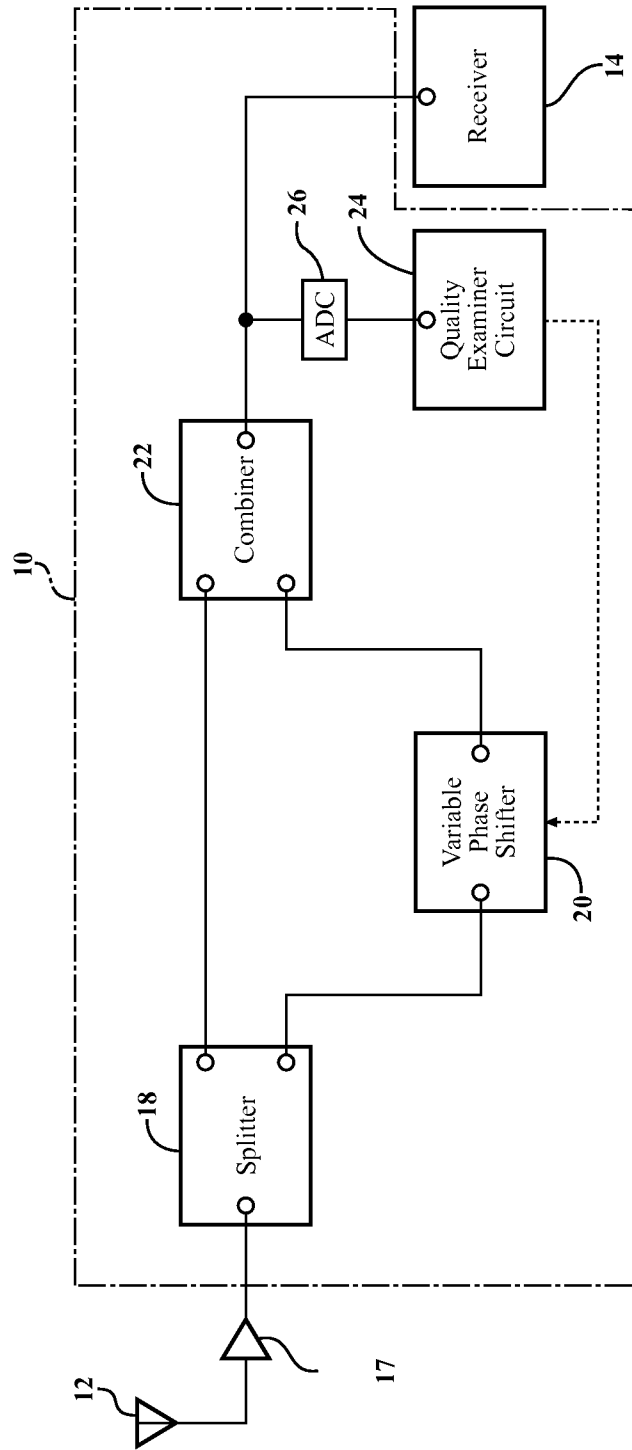 10
12
17
18
Splitter
22
Combiner
26
ADC
Variable
Phase
Shifter
20
24
Quality
Examiner
Circuit
Receiver
14